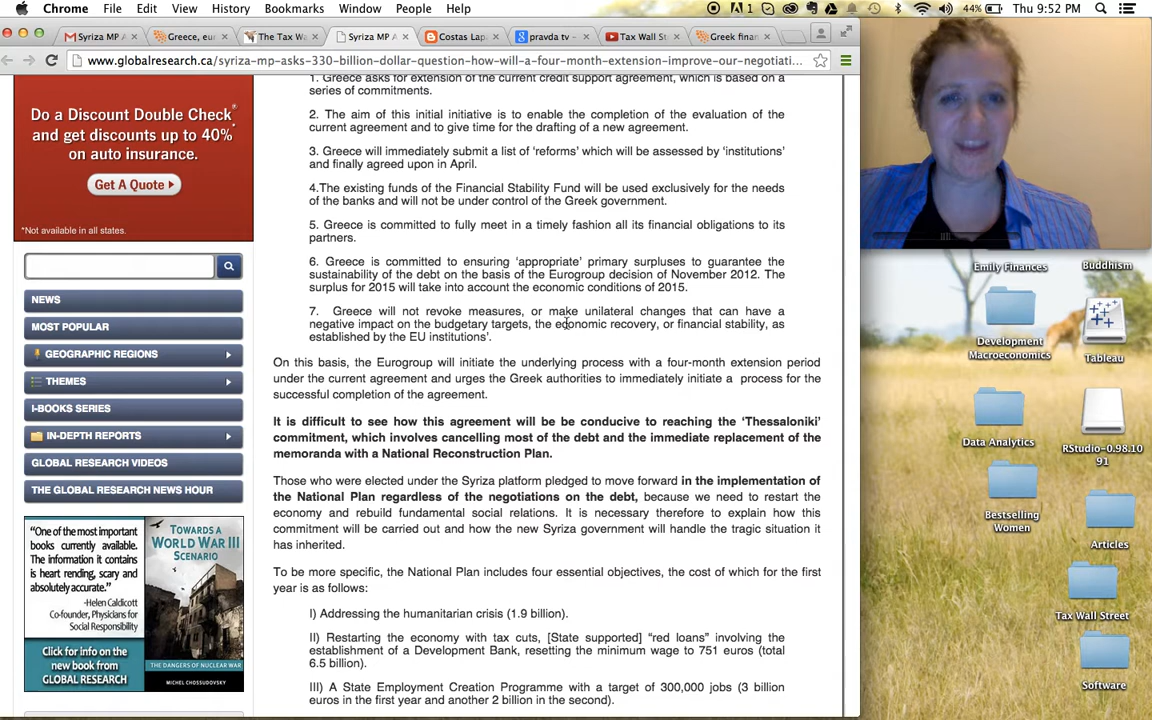 Chrome File Edit View History Bookmarks Window People Help 1 44% Thu 9:52 PM
Syriza MP A × Greece, eur × The Tax Wa × Syriza MP A × Costas Lap × pravda tv - × Tax Wall St × Greek finan ×
www.globalresearch.ca/syriza-mp-asks-330-billion-dollar-question-how-will-a-four-month-extension-improve-our-negotiati...
Do a Discount Double Check®
and get discounts up to 40%
on auto insurance.
Get A Quote
*Not available in all states.
NEWS
MOST POPULAR
GEOGRAPHIC REGIONS
THEMES
I-BOOKS SERIES
IN-DEPTH REPORTS
GLOBAL RESEARCH VIDEOS
THE GLOBAL RESEARCH NEWS HOUR
"One of the most important
books currently available.
The information it contains
is heart rending, scary and
absolutely accurate."
-Helen Caldicott
Co-founder, Physicians for
Social Responsibility
Click for info on the
new book from
GLOBAL RESEARCH
TOWARDS A
WORLD WAR III
SCENARIO
THE DANGERS OF NUCLEAR WAR
MICHEL CHOSSUDOVSKY
1. Greece asks for extension of the current credit support agreement, which is based on a
series of commitments.
2. The aim of this initial initiative is to enable the completion of the evaluation of the
current agreement and to give time for the drafting of a new agreement.
3. Greece will immediately submit a list of 'reforms' which will be assessed by 'institutions'
and finally agreed upon in April.
4.The existing funds of the Financial Stability Fund will be used exclusively for the needs
of the banks and will not be under control of the Greek government.
5. Greece is committed to fully meet in a timely fashion all its financial obligations to its
partners.
6. Greece is committed to ensuring 'appropriate' primary surpluses to guarantee the
sustainability of the debt on the basis of the Eurogroup decision of November 2012. The
surplus for 2015 will take into account the economic conditions of 2015.
7. Greece will not revoke measures, or make unilateral changes that can have a
negative impact on the budgetary targets, the economic recovery, or financial stability, as
established by the EU institutions'.
On this basis, the Eurogroup will initiate the underlying process with a four-month extension period
under the current agreement and urges the Greek authorities to immediately initiate a process for the
successful completion of the agreement.
It is difficult to see how this agreement will be be conducive to reaching the 'Thessaloniki'
commitment, which involves cancelling most of the debt and the immediate replacement of the
memoranda with a National Reconstruction Plan.
Those who were elected under the Syriza platform pledged to move forward in the implementation of
the National Plan regardless of the negotiations on the debt, because we need to restart the
economy and rebuild fundamental social relations. It is necessary therefore to explain how this
commitment will be carried out and how the new Syriza government will handle the tragic situation it
has inherited.
To be more specific, the National Plan includes four essential objectives, the cost of which for the first
year is as follows:
I) Addressing the humanitarian crisis (1.9 billion).
II) Restarting the economy with tax cuts, [State supported] "red loans" involving the
establishment of a Development Bank, resetting the minimum wage to 751 euros (total
6.5 billion).
III) A State Employment Creation Programme with a target of 300,000 jobs (3 billion
euros in the first year and another 2 billion in the second).
Emily Finances
Buddhism
Development
Macroeconomics
Tableau
Data Analytics
RStudio-0.98.10
91
Bestselling
Women
Articles
Tax Wall Street
Software